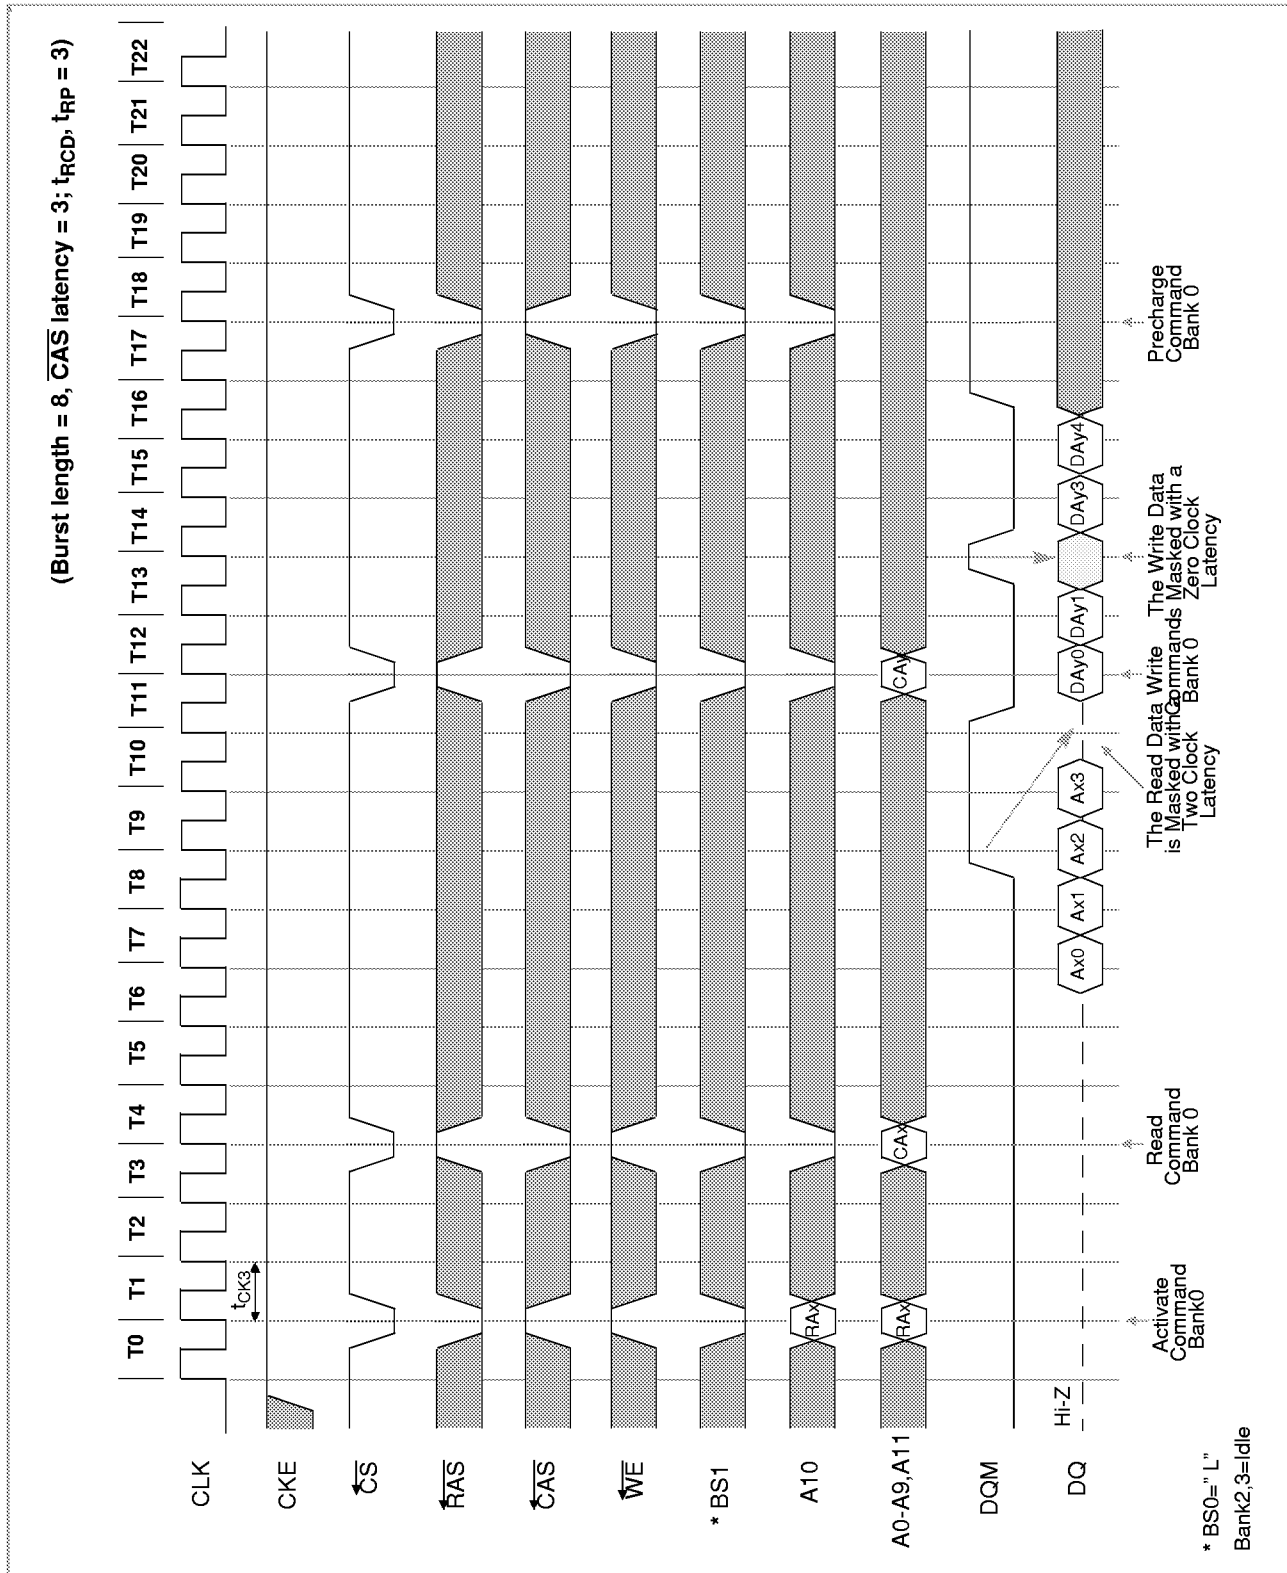 (Burst length = 8, CAS latency = 3; tRCD, tRP = 3)
T0 T1 T2 T3 T4 T5 T6 T7 T8 T9 T10 T11 T12 T13 T14 T15 T16 T17 T18 T19 T20 T21 T22
CLK
tCK3
CKE
CS
RAS
CAS
WE
* BS1
A10
RAx
A0-A9,A11
RAx CAx CAy
DQM
DQ
Hi-Z
Ax0 Ax1 Ax2 Ax3 DAy0 DAy1 DAy3 DAy4
Activate
Command
Bank0
Read
Command
Bank 0
The Read Data
is Masked with a
Two Clock
Latency
Write
Commands
Bank 0
The Write Data
Masked with a
Zero Clock
Latency
Precharge
Command
Bank 0
* BS0=" L"
Bank2,3=Idle